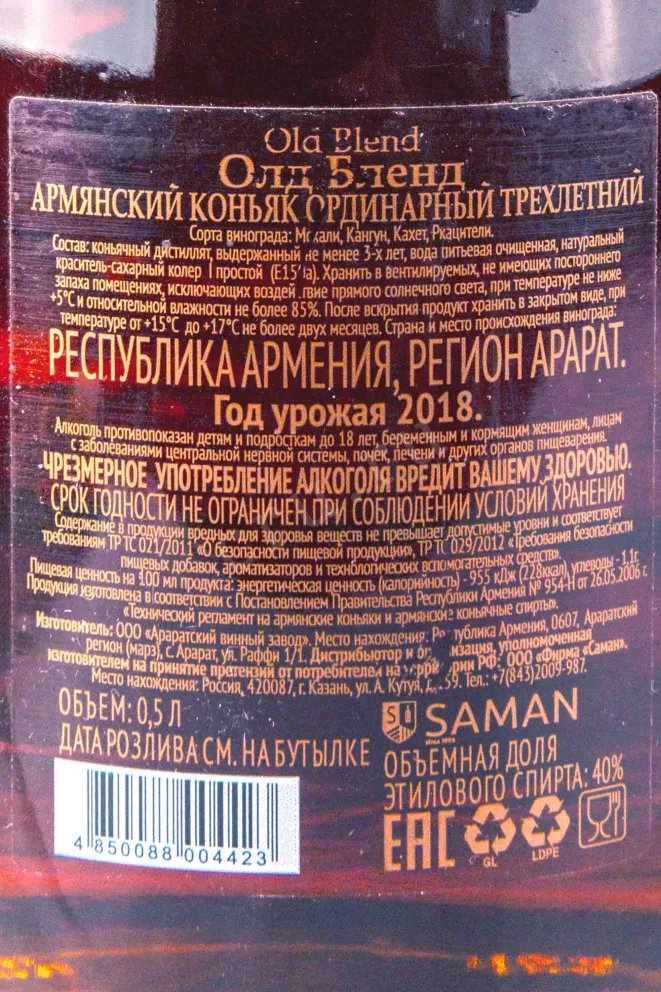 Old Blend
Олд Бленд
АРМЯНСКИЙ КОНЬЯК ОРДИНАРНЫЙ ТРЕХЛЕТНИЙ
Сорта винограда: Мсхали, Кангун, Кахет, Ркацители.
Состав: коньячный дистиллят, выдержанный не менее 3-х лет, вода питьевая очищенная, натуральный
краситель-сахарный колер I простой (Е150а). Хранить в вентилируемых, не имеющих постороннего
запаха помещениях, исключающих воздействие прямого солнечного света, при температуре не ниже
+5°С и относительной влажности не более 85%. После вскрытия продукт хранить в закрытом виде, при
температуре от +15°С до +17°С не более двух месяцев. Страна и место происхождения винограда:
РЕСПУБЛИКА АРМЕНИЯ, РЕГИОН АРАРАТ.
Год урожая 2018.
Алкоголь противопоказан детям и подросткам до 18 лет, беременным и кормящим женщинам, лицам
с заболеваниями центральной нервной системы, почек, печени и других органов пищеварения.
ЧРЕЗМЕРНОЕ УПОТРЕБЛЕНИЕ АЛКОГОЛЯ ВРЕДИТ ВАШЕМУ ЗДОРОВЬЮ.
СРОК ГОДНОСТИ НЕ ОГРАНИЧЕН ПРИ СОБЛЮДЕНИИ УСЛОВИЙ ХРАНЕНИЯ
Содержание в продукции вредных для здоровья веществ не превышает допустимые уровни и соответствует
требованиям ТР ТС 021/2011 «О безопасности пищевой продукции», ТР ТС 029/2012 «Требования безопасности
пищевых добавок, ароматизаторов и технологических вспомогательных средств».
Пищевая ценность на 100 мл продукта: энергетическая ценность (калорийность) - 955 кДж (228ккал), углеводы - 1,1г.
Продукция изготовлена в соответствии с Постановлением Правительства Республики Армения № 954-Н от 26.05.2006 г.
«Технический регламент на армянские коньяки и армянские коньячные спирты».
Изготовитель: ООО «Араратский винный завод». Место нахождения: Республика Армения, 0607, Араратский
регион (марз), с. Арарат, ул. Раффи 1/1. Дистрибьютор и организация, уполномоченная
изготовителем на принятие претензий от потребителей на территории РФ: ООО «Фирма «Саман».
Место нахождения: Россия, 420087, г. Казань, ул. А. Кутуя, 59. Тел.: +7(843)2009-987.
ОБЪЕМ: 0,5 Л
ДАТА РОЗЛИВА СМ. НА БУТЫЛКЕ
SAMAN
since 1998
ОБЪЕМНАЯ ДОЛЯ
ЭТИЛОВОГО СПИРТА: 40%
4 850088 004423
EAC
GL
LDPE